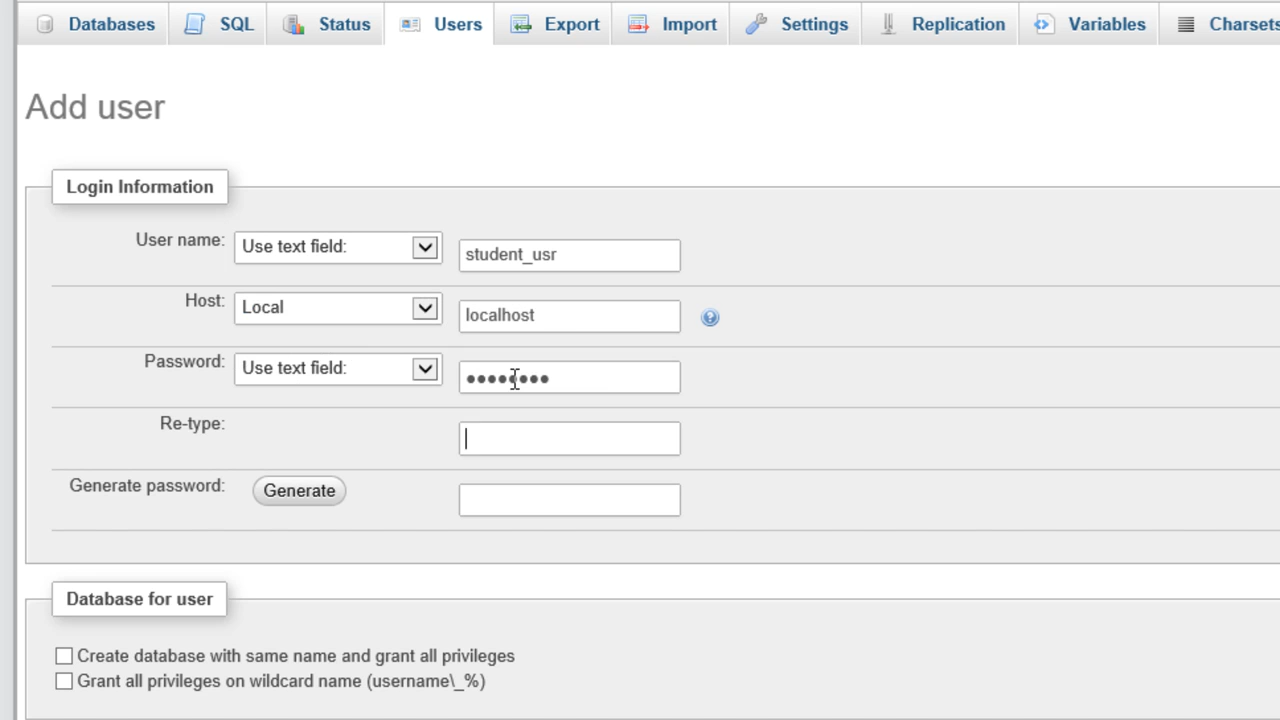 Databases SQL Status Users Export Import Settings Replication Variables Charsets
Add user
Login Information
User name: Use text field: student_usr
Host: Local localhost
Password: Use text field: ••••••••
Re-type:
Generate password: Generate
Database for user
Create database with same name and grant all privileges
Grant all privileges on wildcard name (username\_%)